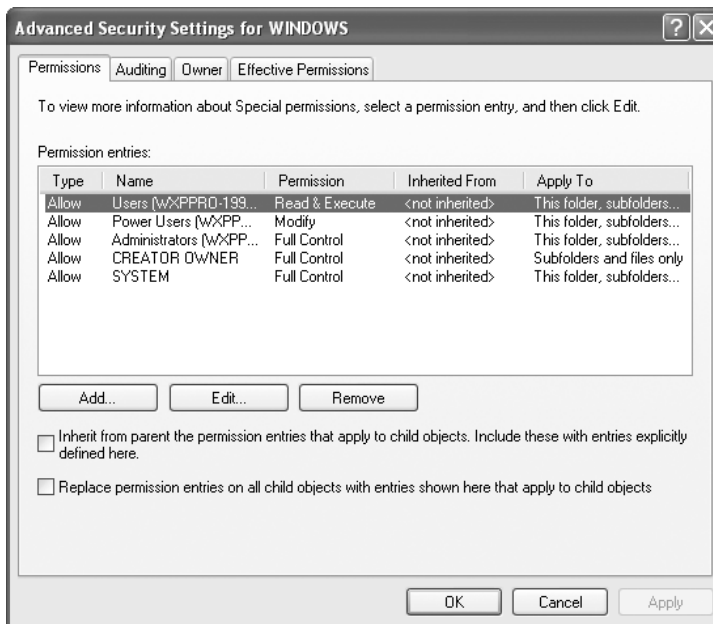 Advanced Security Settings for WINDOWS
Permissions Auditing Owner Effective Permissions
To view more information about Special permissions, select a permission entry, and then click Edit.
Permission entries:
Type Name Permission Inherited From Apply To
Allow Users (WXPPRO-199... Read & Execute <not inherited> This folder, subfolders...
Allow Power Users (WXPP... Modify <not inherited> This folder, subfolders...
Allow Administrators (WXPP... Full Control <not inherited> This folder, subfolders...
Allow CREATOR OWNER Full Control <not inherited> Subfolders and files only
Allow SYSTEM Full Control <not inherited> This folder, subfolders...
Add... Edit... Remove
Inherit from parent the permission entries that apply to child objects. Include these with entries explicitly
defined here.
Replace permission entries on all child objects with entries shown here that apply to child objects
OK Cancel Apply